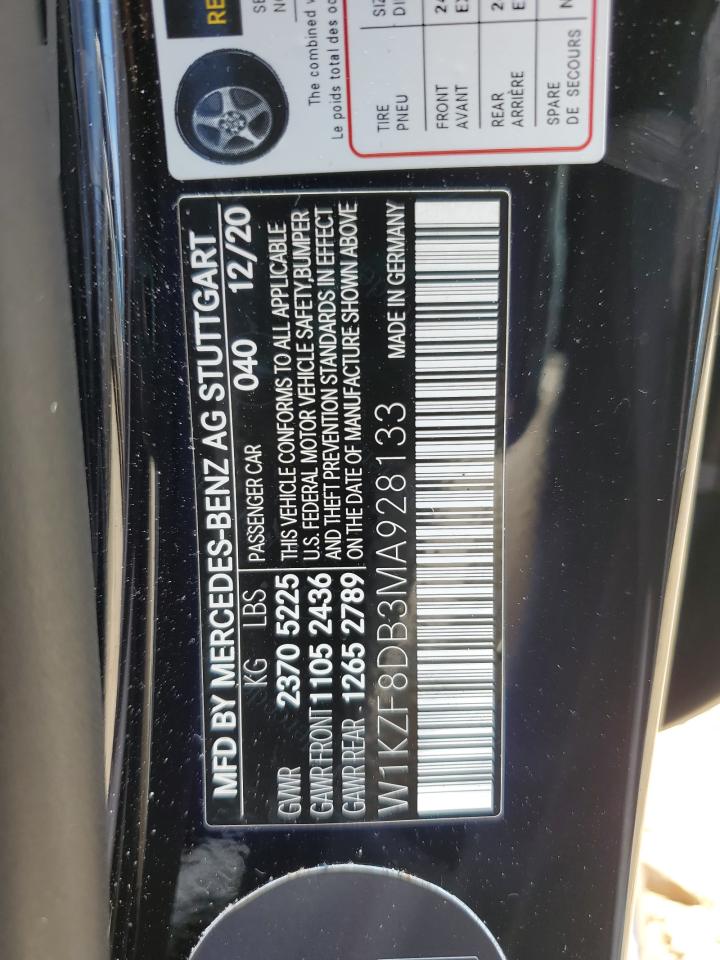 MFD BY MERCEDES-BENZ AG STUTTGART
KG LBS
PASSENGER CAR 040 12/20
GVWR 2370 5225
GAWR FRONT 1105 2436
GAWR REAR 1265 2789
THIS VEHICLE CONFORMS TO ALL APPLICABLE
U.S. FEDERAL MOTOR VEHICLE SAFETY,BUMPER
AND THEFT PREVENTION STANDARDS IN EFFECT
ON THE DATE OF MANUFACTURE SHOWN ABOVE
W1KZF8DB3MA928133 MADE IN GERMANY
RE
SE
The combined
Le poids total des
TIRE
PNEU
FRONT
AVANT
REAR
ARRIÈRE
SPARE
DE SECOURS